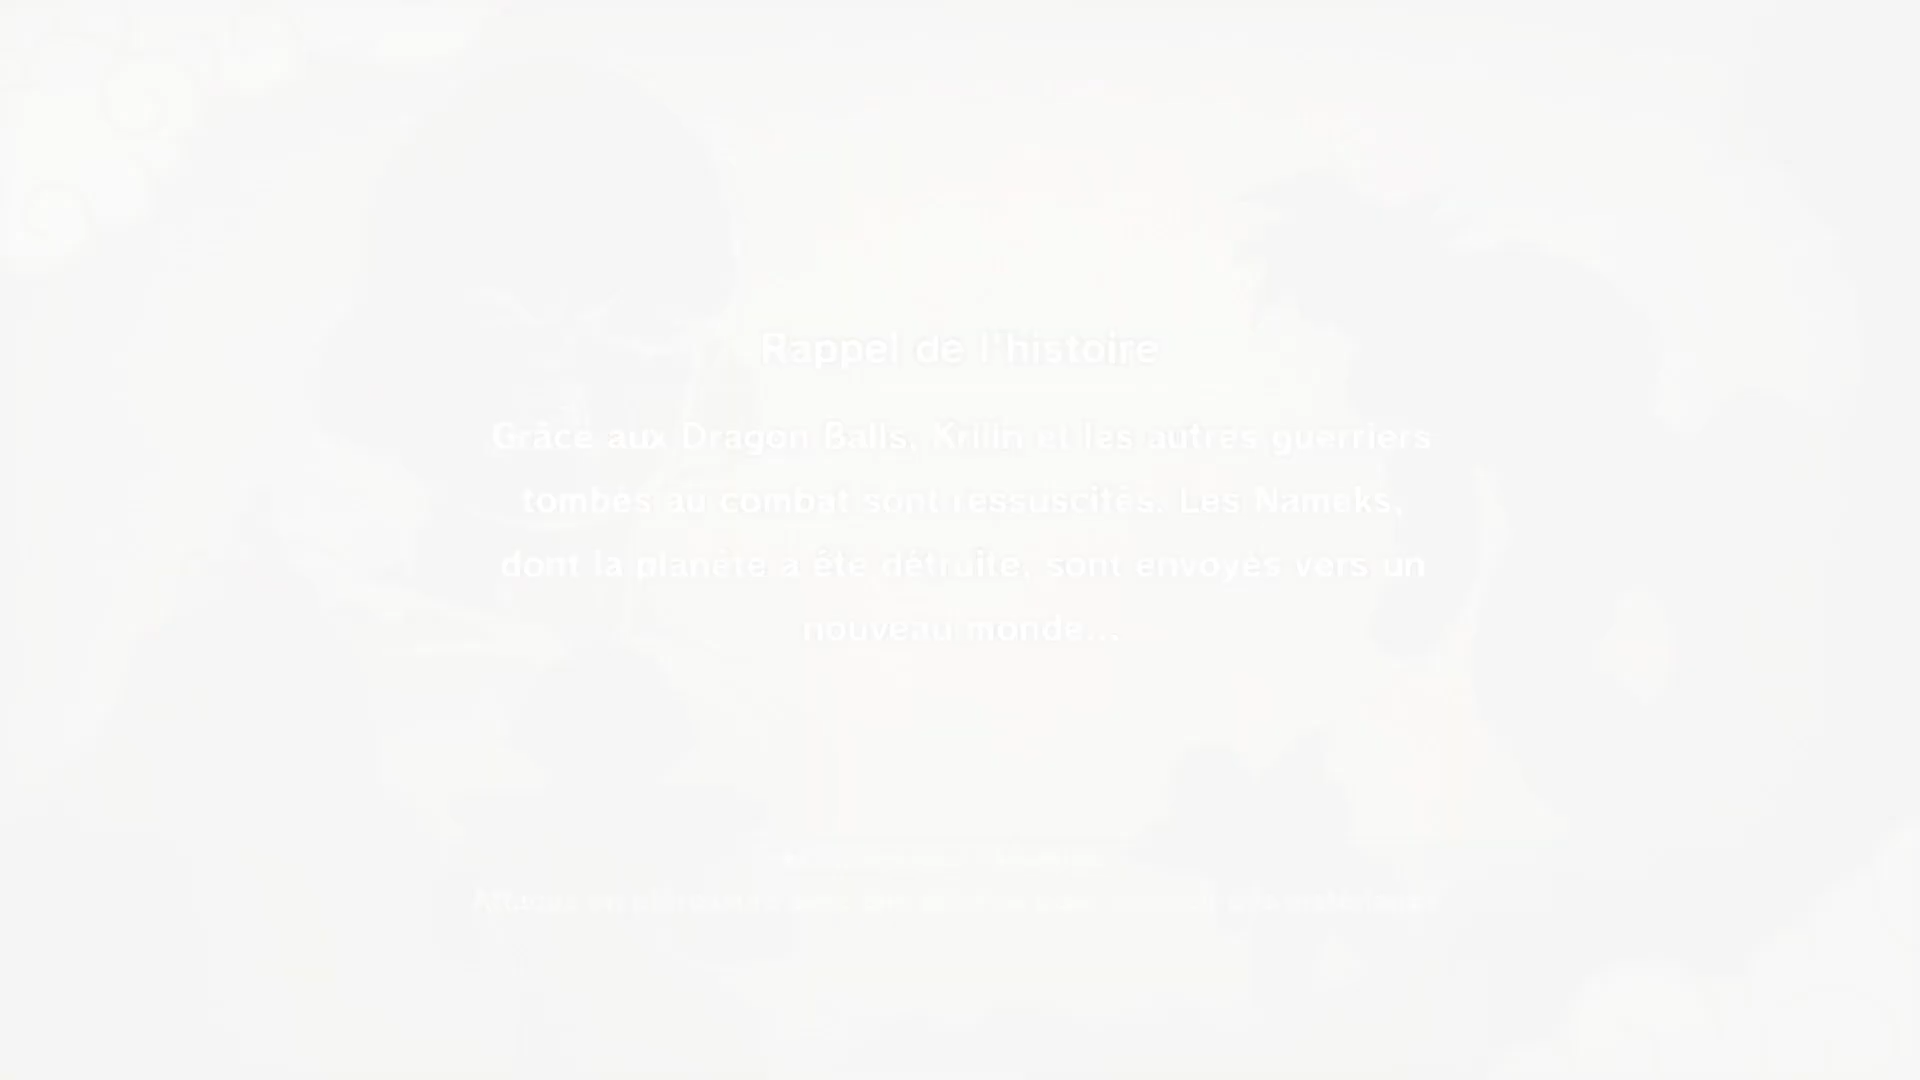 Rappel de l'histoire
Grâce aux Dragon Balls, Krilin et les autres guerriers
tombés au combat sont ressuscités. Les Nameks,
dont la planète a été détruite, sont envoyés vers un
nouveau monde...